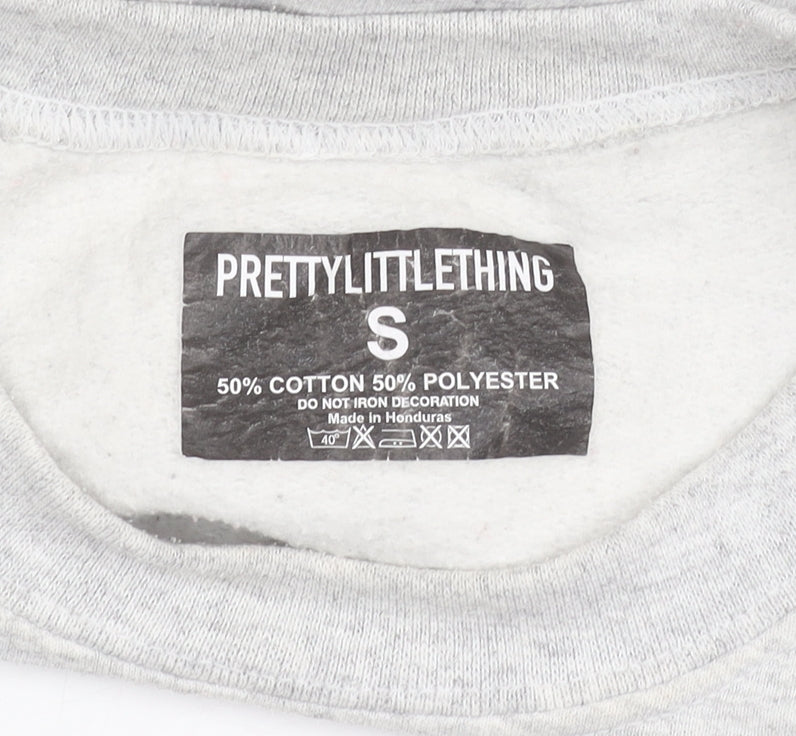 PRETTYLITTLETHING
S
50% COTTON 50% POLYESTER
DO NOT IRON DECORATION
Made in Honduras
40°